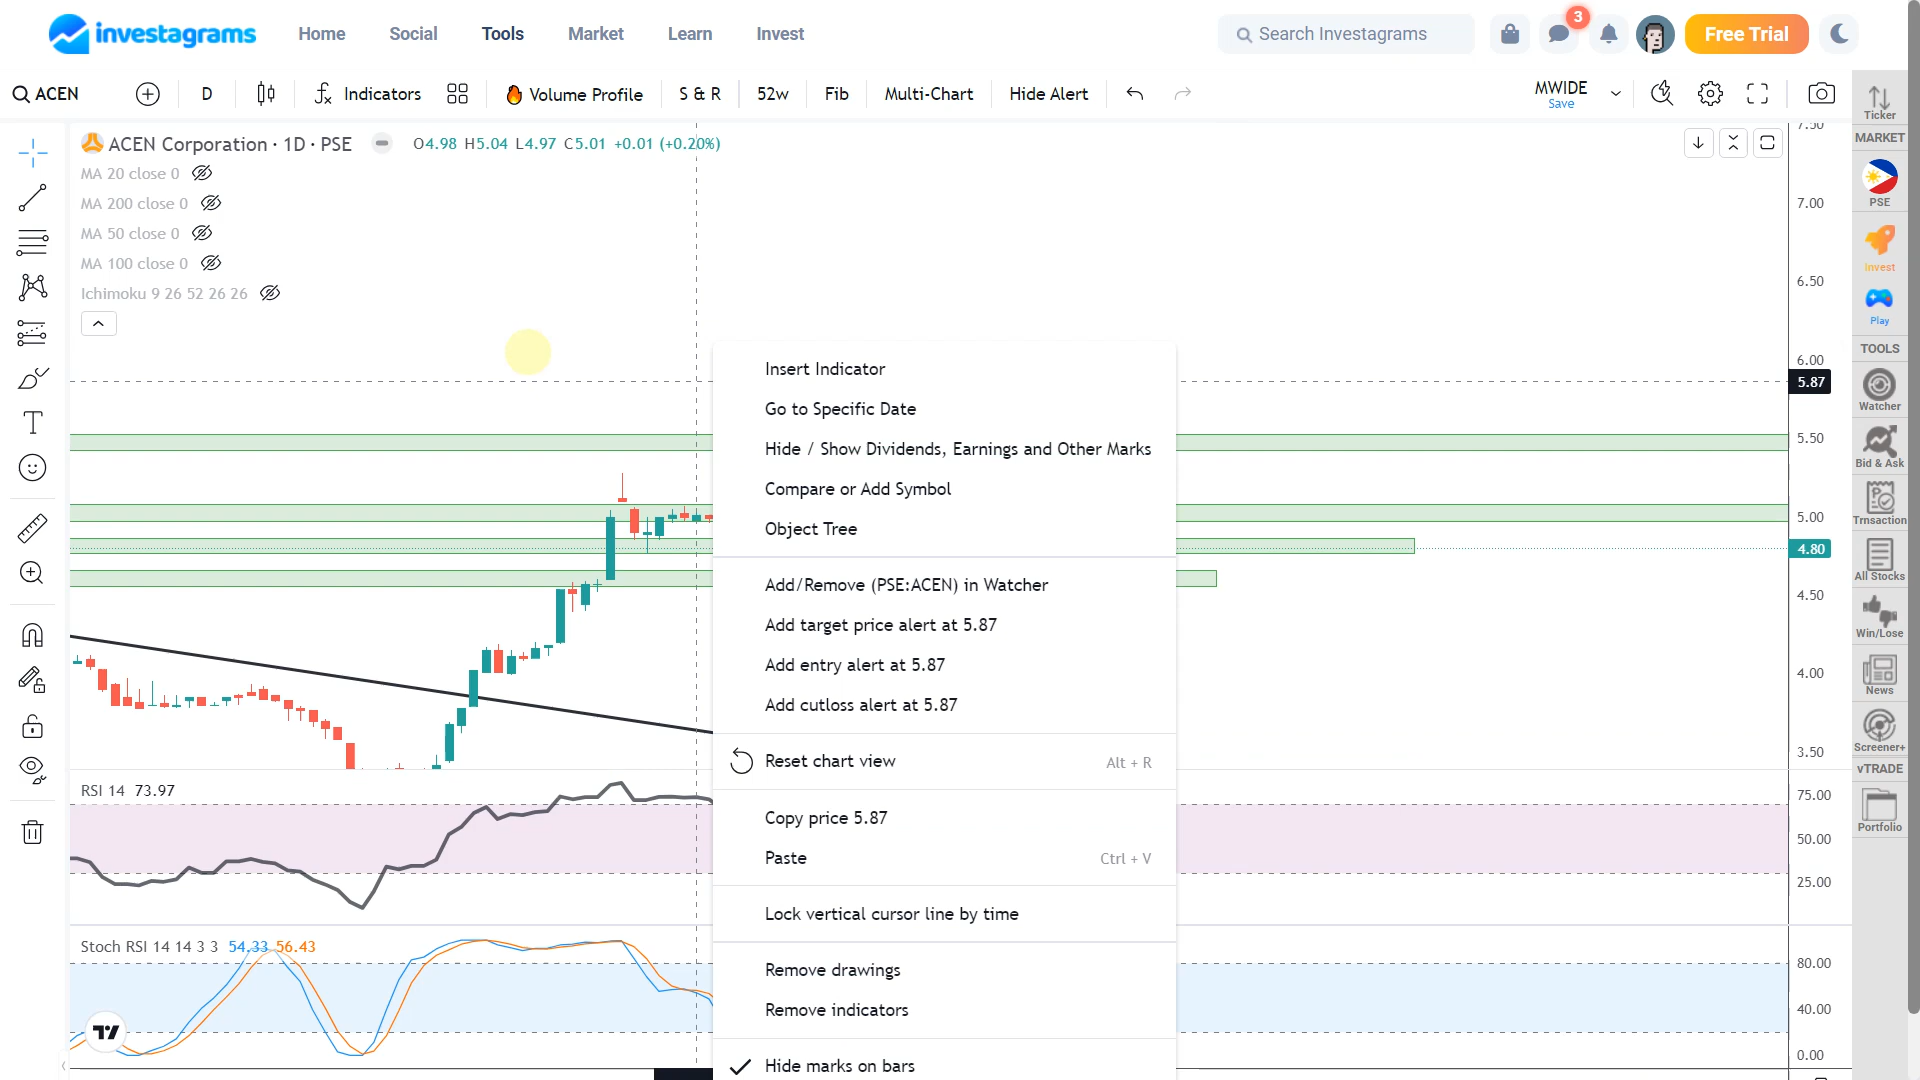 investagrams
Home
Social
Tools
Market
Learn
Invest
Search Investagrams
3
Free Trial
ACEN
D
Indicators
Volume Profile
S & R
52w
Fib
Multi-Chart
Hide Alert
MWIDE
Save
Ticker
MARKET
PSE
Invest
Play
TOOLS
Watcher
Bid & Ask
Trnsaction
All Stocks
Win/Lose
News
Screener+
vTRADE
Portfolio
ACEN Corporation · 1D · PSE
O4.98 H5.04 L4.97 C5.01 +0.01 (+0.20%)
MA 20 close 0
MA 200 close 0
MA 50 close 0
MA 100 close 0
Ichimoku 9 26 52 26 26
7.50
7.00
6.50
6.00
5.87
5.50
5.00
4.80
4.50
4.00
3.50
Insert Indicator
Go to Specific Date
Hide / Show Dividends, Earnings and Other Marks
Compare or Add Symbol
Object Tree
Add/Remove (PSE:ACEN) in Watcher
Add target price alert at 5.87
Add entry alert at 5.87
Add cutloss alert at 5.87
Reset chart view Alt + R
Copy price 5.87
Paste Ctrl + V
Lock vertical cursor line by time
Remove drawings
Remove indicators
Hide marks on bars
RSI 14 73.97
75.00
50.00
25.00
Stoch RSI 14 14 3 3 54.33 56.43
80.00
40.00
0.00